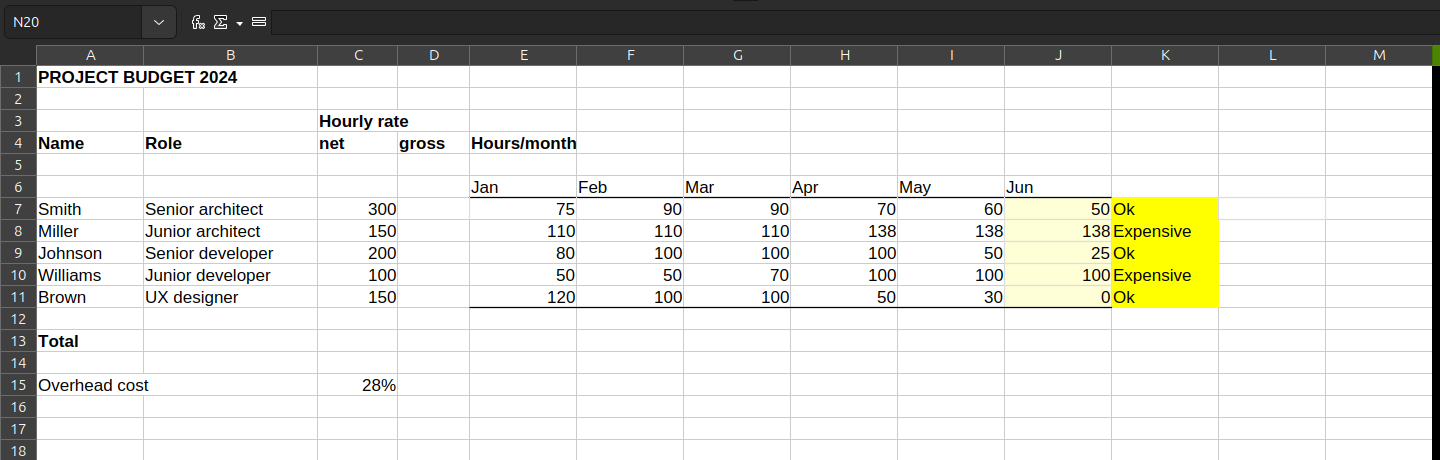 N20
A B C D E F G H I J K L M
1 PROJECT BUDGET 2024
2
3 Hourly rate
4 Name Role net gross Hours/month
5
6 Jan Feb Mar Apr May Jun
7 Smith Senior architect 300 75 90 90 70 60 50 Ok
8 Miller Junior architect 150 110 110 110 138 138 138 Expensive
9 Johnson Senior developer 200 80 100 100 100 50 25 Ok
10 Williams Junior developer 100 50 50 70 100 100 100 Expensive
11 Brown UX designer 150 120 100 100 50 30 0 Ok
12
13 Total
14
15 Overhead cost 28%
16
17
18